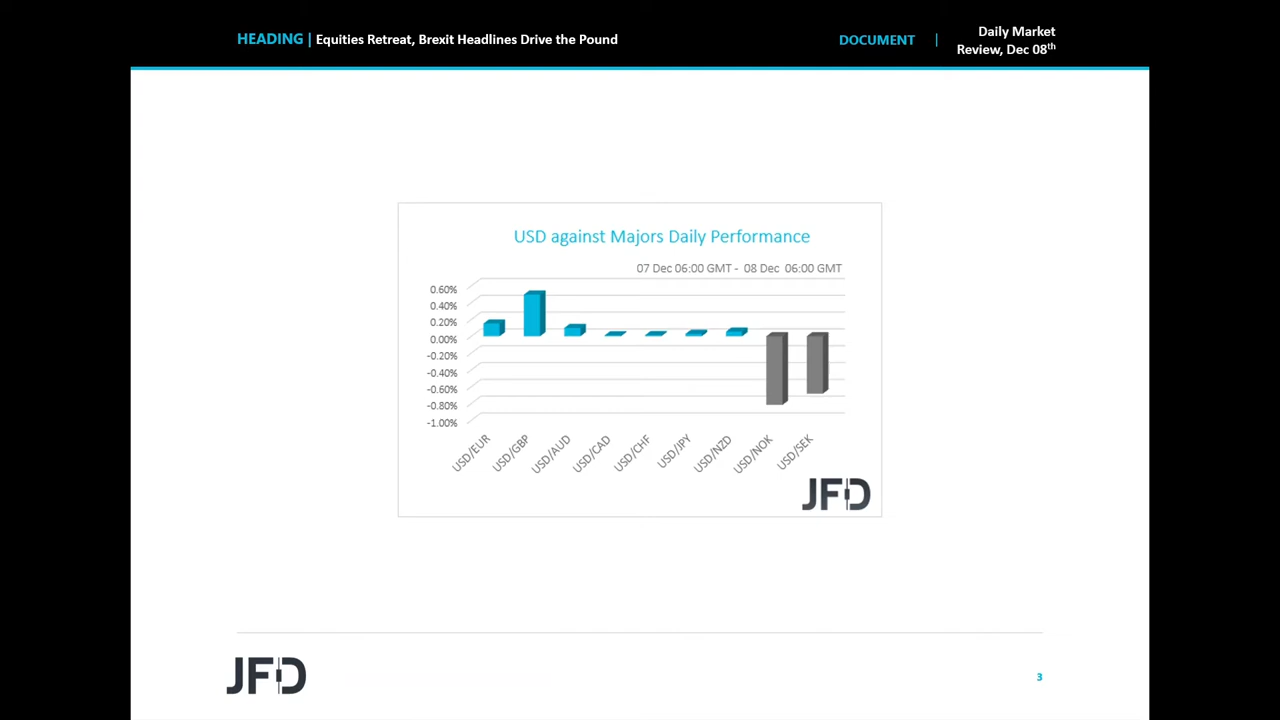 HEADING | Equities Retreat, Brexit Headlines Drive the Pound
DOCUMENT | Daily Market
Review, Dec 08th
USD against Majors Daily Performance
07 Dec 06:00 GMT - 08 Dec 06:00 GMT
0.60%
0.40%
0.20%
0.00%
-0.20%
-0.40%
-0.60%
-0.80%
-1.00%
USD/EUR
USD/GBP
USD/AUD
USD/CAD
USD/CHF
USD/JPY
USD/NZD
USD/NOK
USD/SEK
JFD
JFD
3